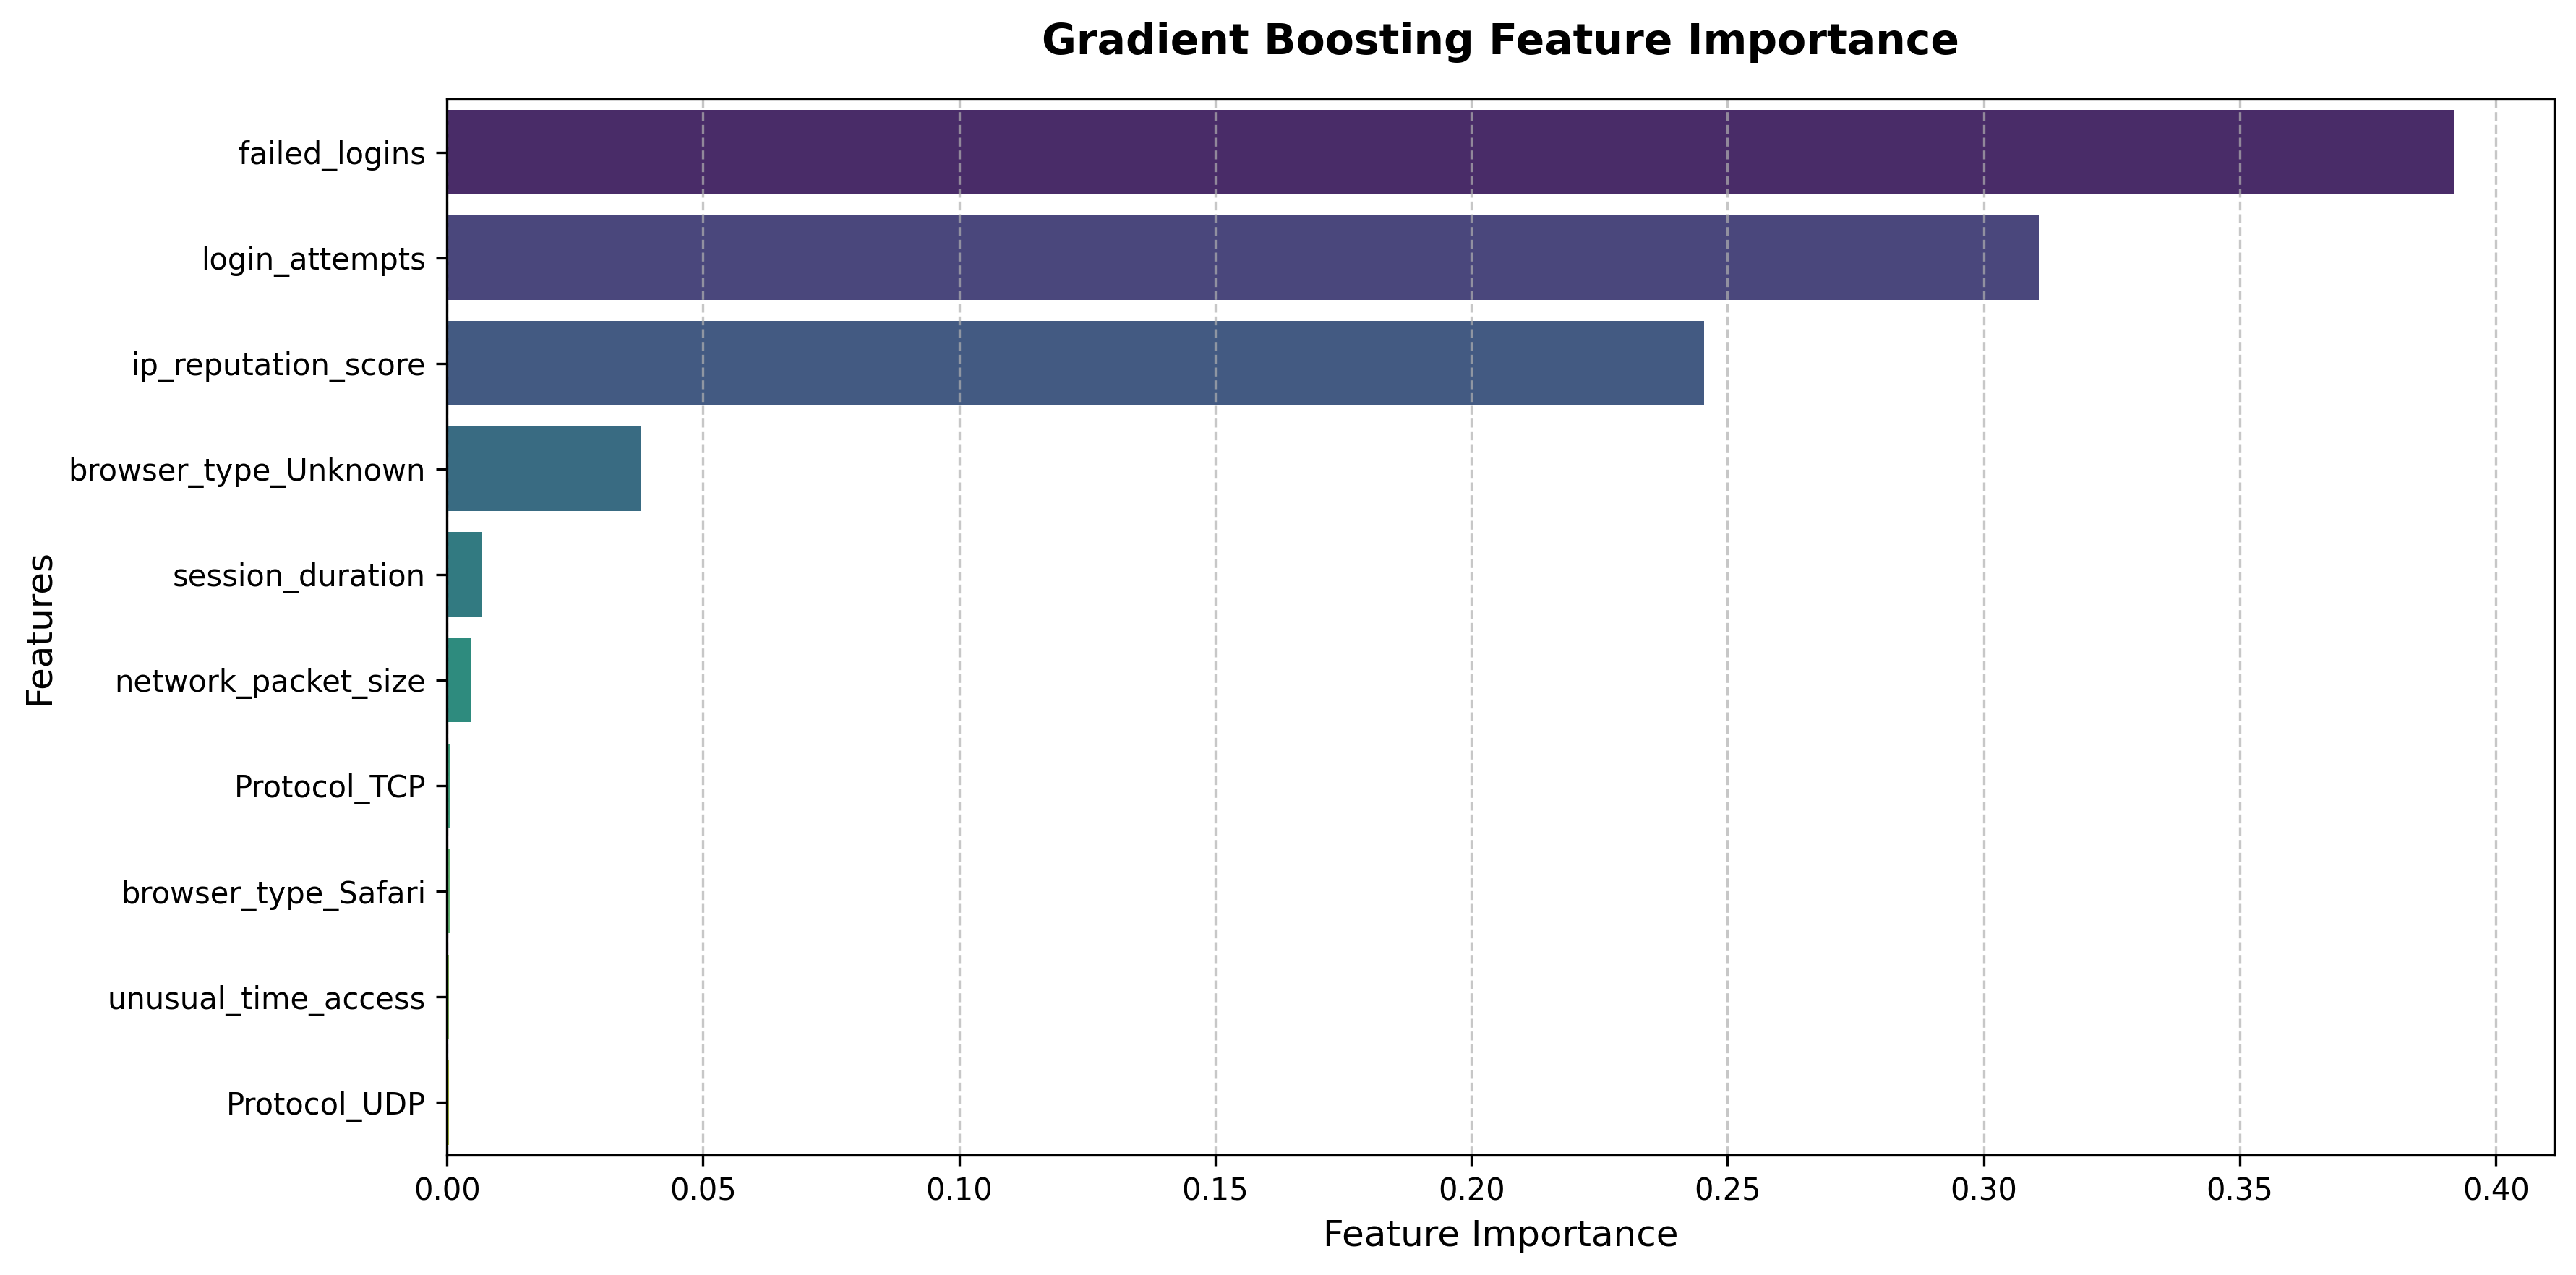 Gradient Boosting Feature Importance
failed_logins
login_attempts
ip_reputation_score
browser_type_Unknown
session_duration
network_packet_size
Protocol_TCP
browser_type_Safari
unusual_time_access
Protocol_UDP
Features
0.00 0.05 0.10 0.15 0.20 0.25 0.30 0.35 0.40
Feature Importance